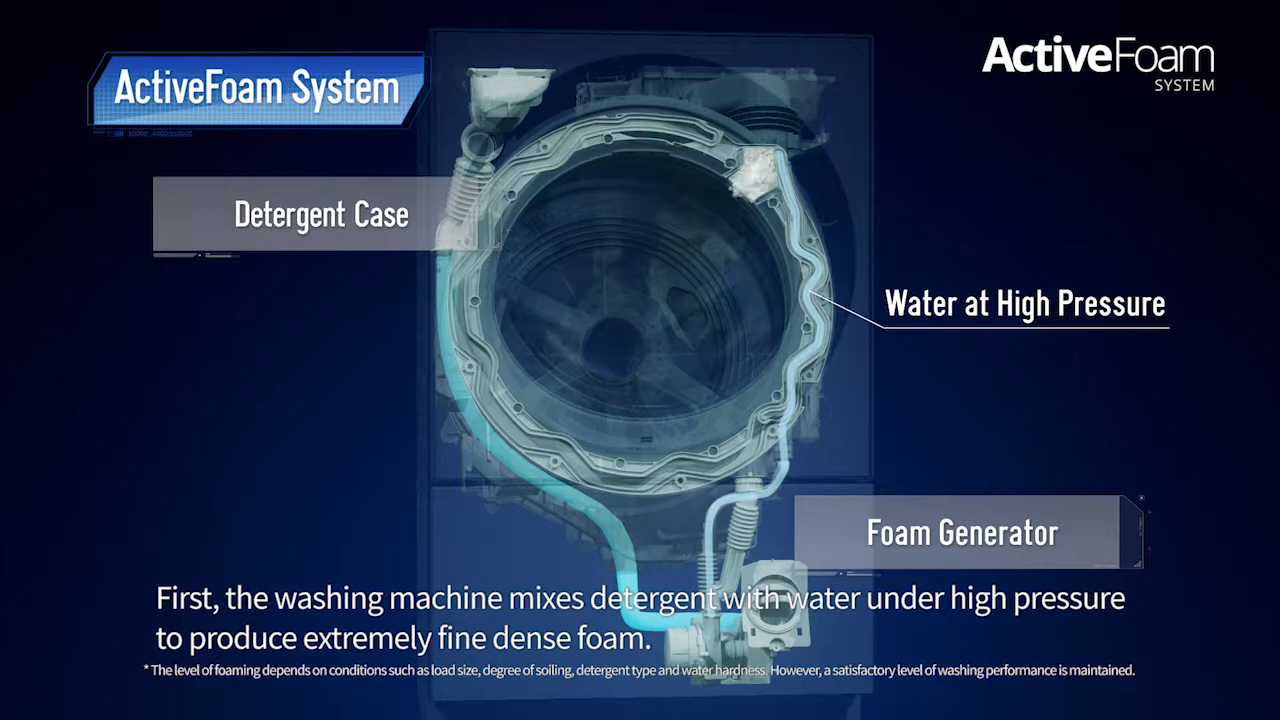 ActiveFoam System
ActiveFoam
SYSTEM
Detergent Case
Water at High Pressure
Foam Generator
First, the washing machine mixes detergent with water under high pressure
to produce extremely fine dense foam.
* The level of foaming depends on conditions such as load size, degree of soiling, detergent type and water hardness. However, a satisfactory level of washing performance is maintained.